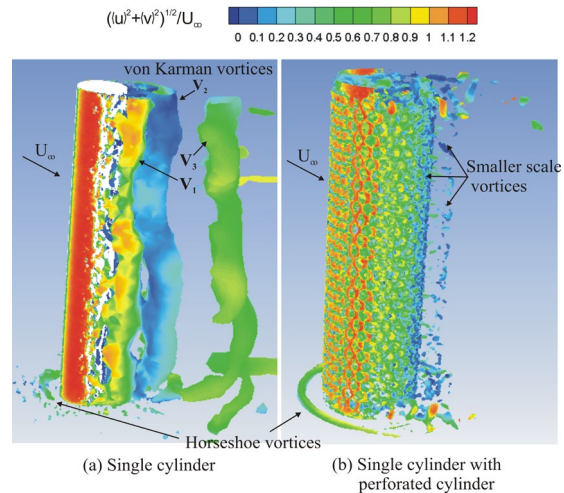 (⟨u⟩²+⟨v⟩²)¹/²/U∞
0 0.1 0.2 0.3 0.4 0.5 0.6 0.7 0.8 0.9 1 1.1 1.2
von Karman vortices
V₂
U∞
V₃
V₁
U∞
Smaller scale
vortices
Horseshoe vortices
(a) Single cylinder
(b) Single cylinder with
perforated cylinder